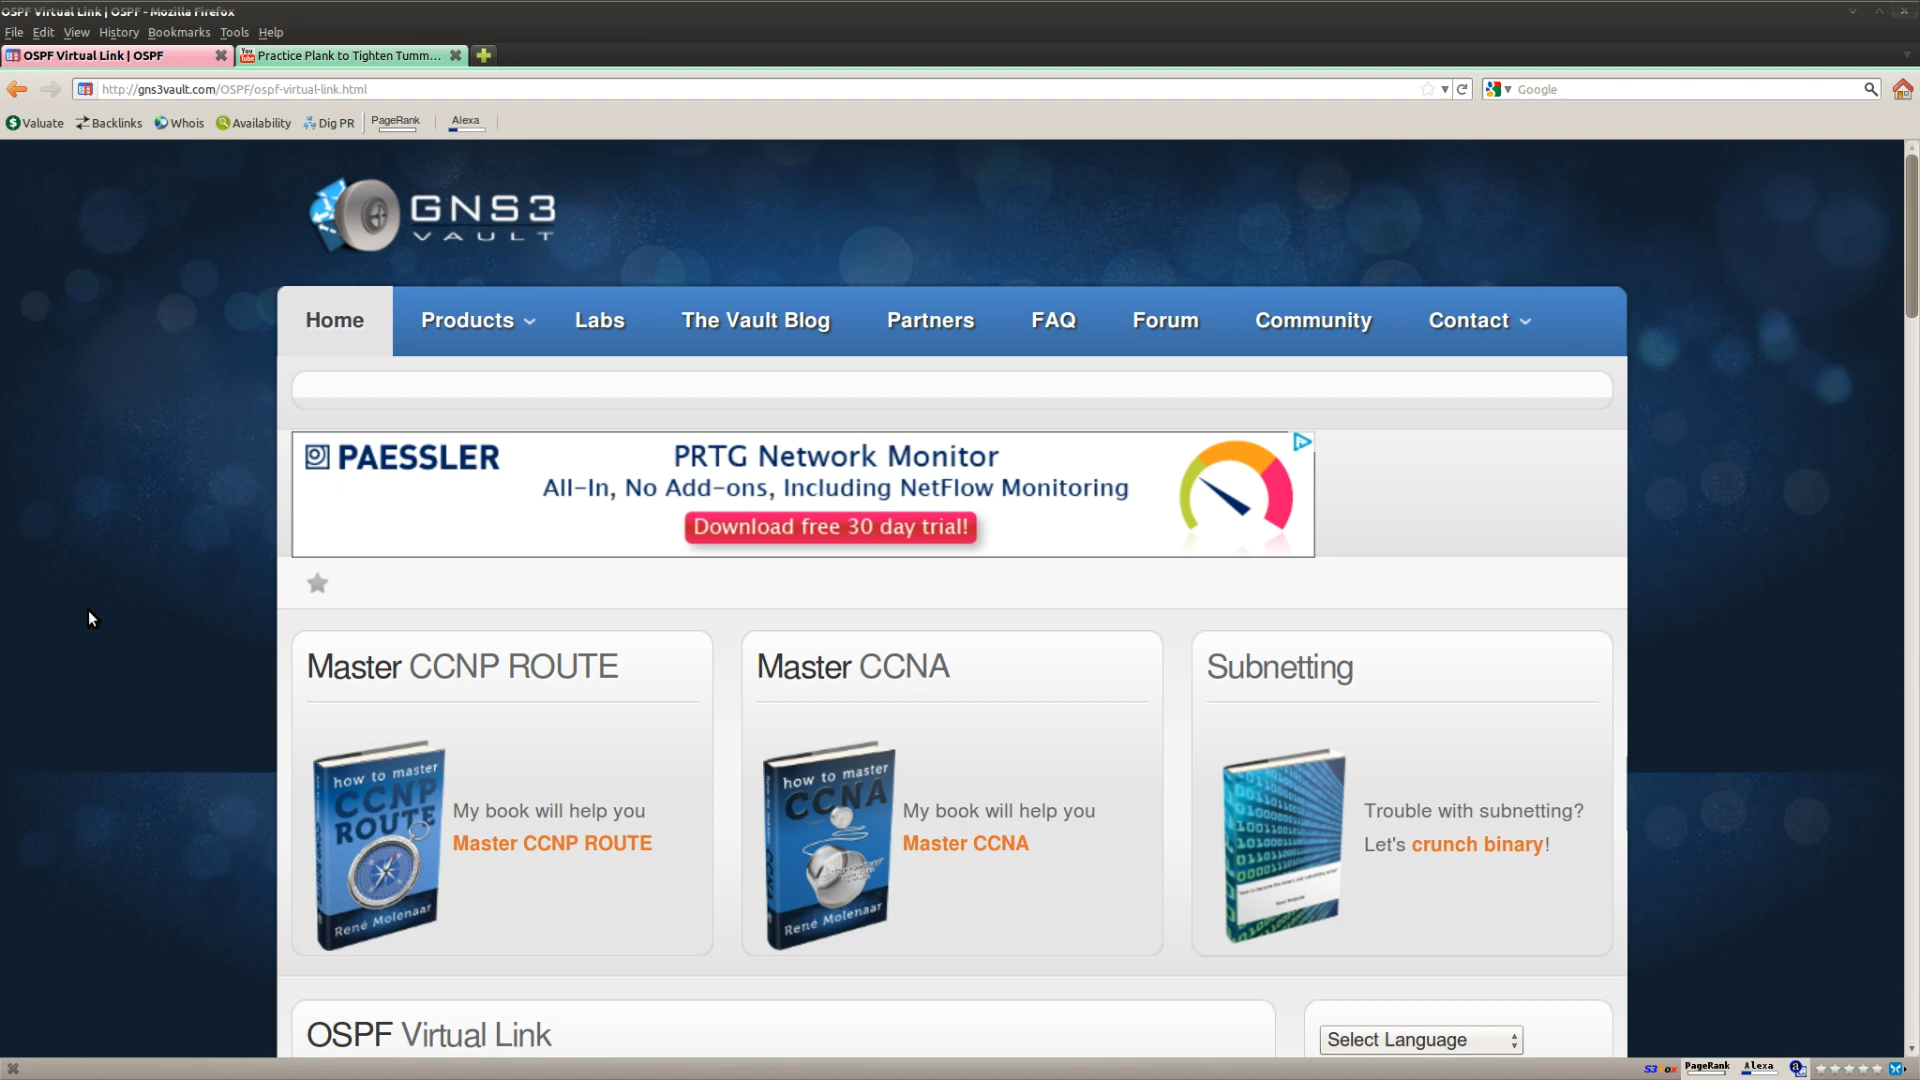 OSPF Virtual Link | OSPF - Mozilla Firefox
File Edit View History Bookmarks Tools Help
OSPF Virtual Link | OSPF
You Tube Practice Plank to Tighten Tumm...
http://gns3vault.com/OSPF/ospf-virtual-link.html
Google
Valuate Backlinks Whois Availability Dig PR PageRank Alexa
GNS3
VAULT
Home Products Labs The Vault Blog Partners FAQ Forum Community Contact
PAESSLER
PRTG Network Monitor
All-In, No Add-ons, Including NetFlow Monitoring
Download free 30 day trial!
Master CCNP ROUTE
how to master
CCNP
ROUTE
René Molenaar
My book will help you
Master CCNP ROUTE
Master CCNA
how to master
CCNA
René Molenaar
My book will help you
Master CCNA
Subnetting
Trouble with subnetting?
Let's crunch binary!
OSPF Virtual Link
Select Language
S3 PageRank Alexa